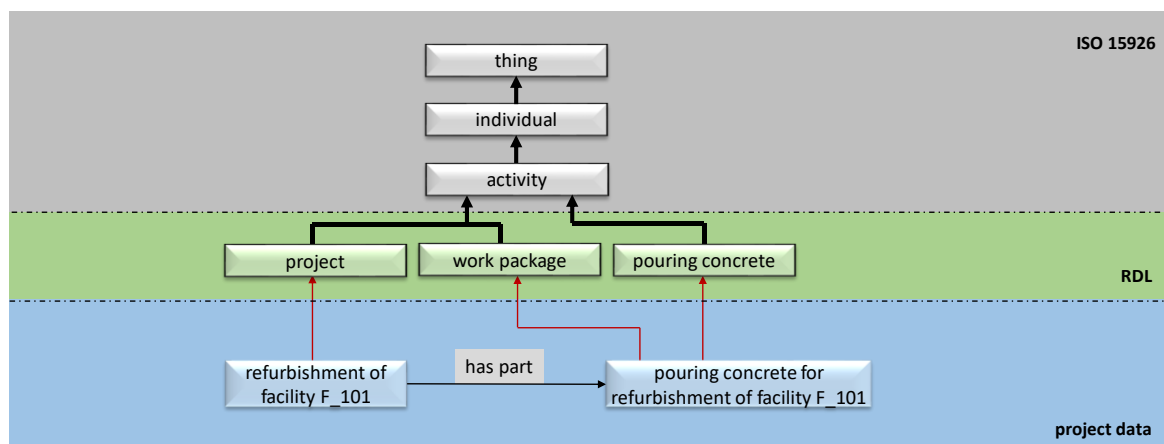 ISO 15926
thing
individual
activity
project
work package
pouring concrete
RDL
refurbishment of
facility F_101
has part
pouring concrete for
refurbishment of facility F_101
project data